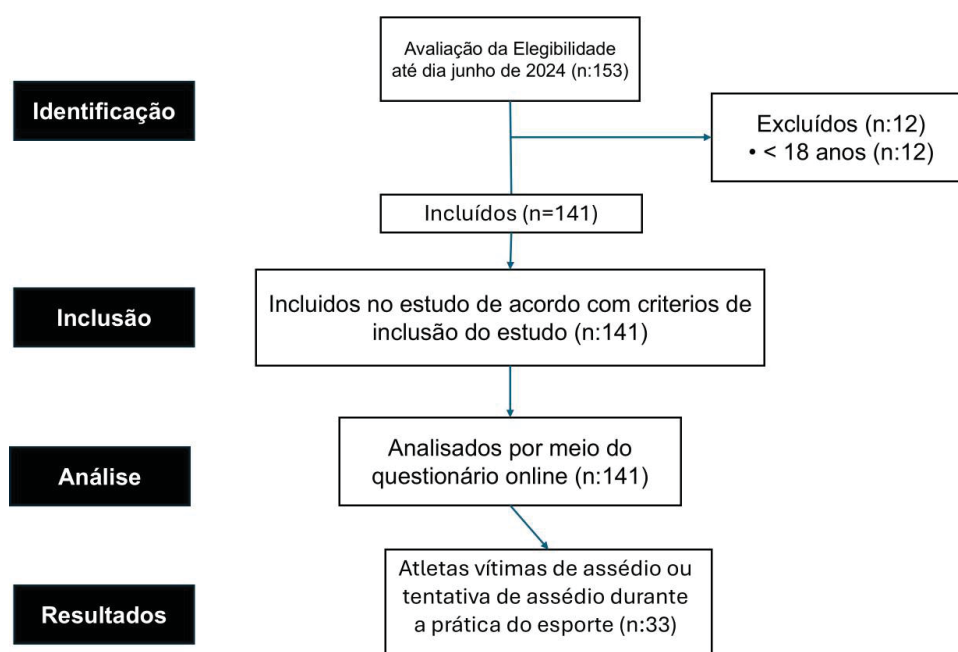 Avaliação da Elegibilidade
até dia junho de 2024 (n:153)
Identificação
Excluídos (n:12)
• < 18 anos (n:12)
Incluídos (n=141)
Inclusão
Incluidos no estudo de acordo com criterios de
inclusão do estudo (n:141)
Análise
Analisados por meio do
questionário online (n:141)
Resultados
Atletas vítimas de assédio ou
tentativa de assédio durante
a prática do esporte (n:33)